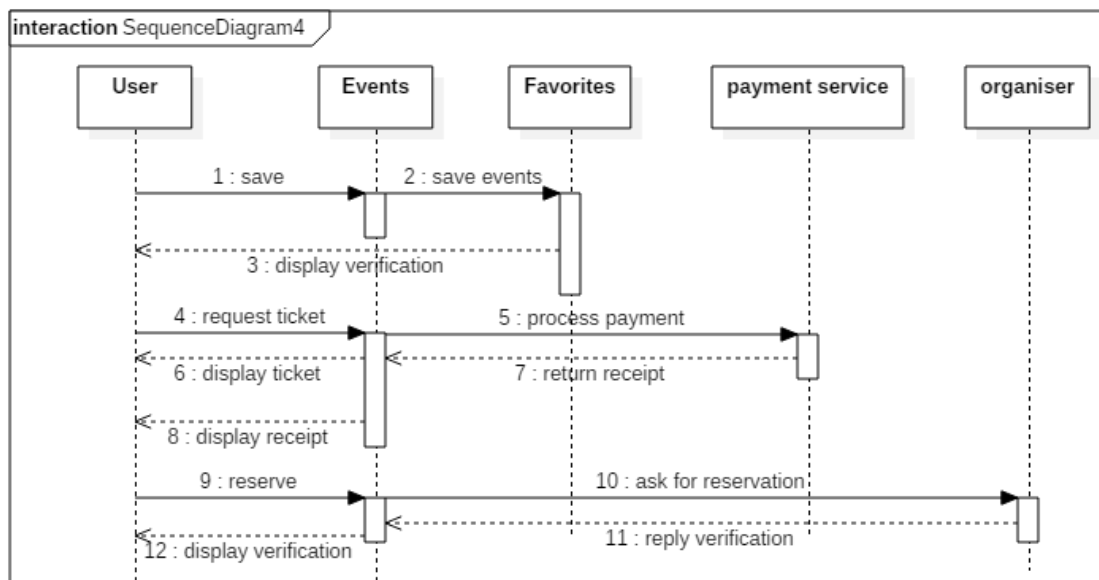 interaction SequenceDiagram4
User
Events
Favorites
payment service
organiser
1 : save
2 : save events
3 : display verification
4 : request ticket
5 : process payment
6 : display ticket
7 : return receipt
8 : display receipt
9 : reserve
10 : ask for reservation
11 : reply verification
12 : display verification